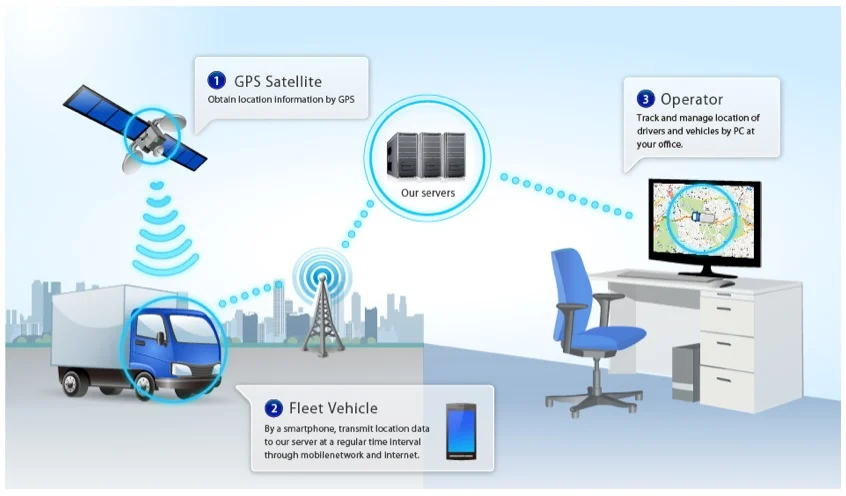 1 GPS Satellite
Obtain location information by GPS
3 Operator
Track and manage location of
drivers and vehicles by PC at
your office.
Our servers
2 Fleet Vehicle
By a smartphone, transmit location data
to our server at a regular time interval
through mobilenetwork and internet.